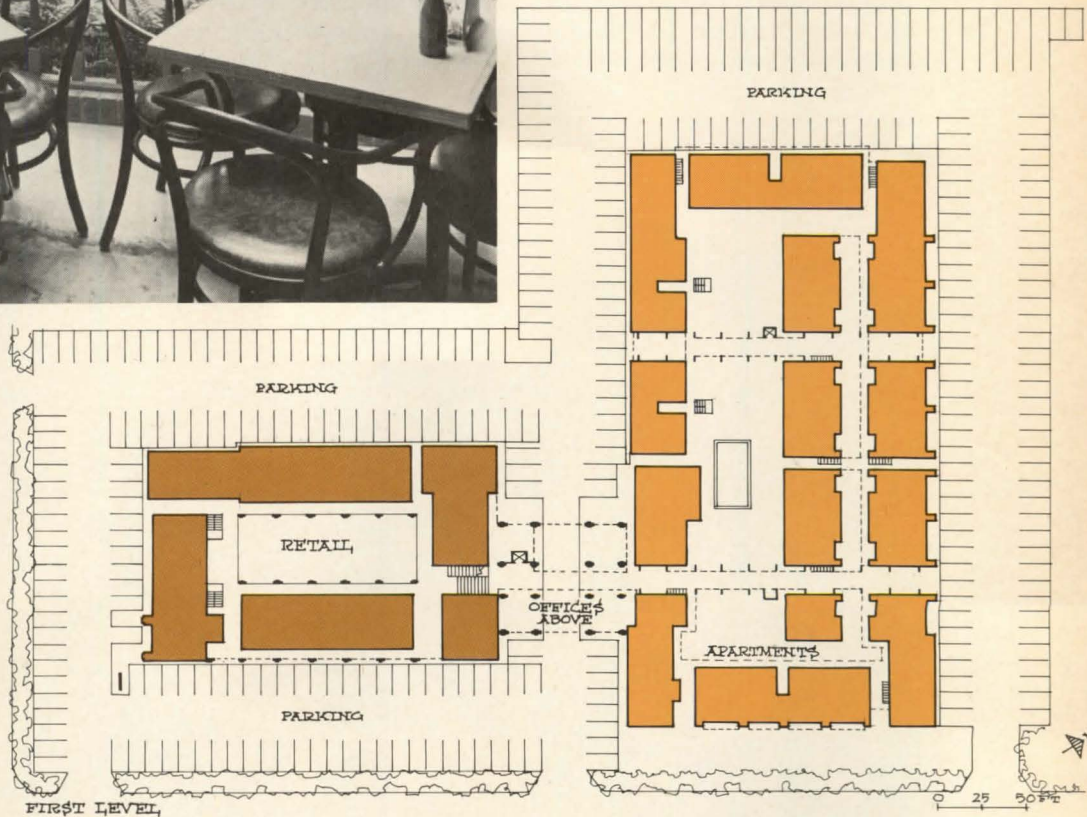 PARKING
PARKING
RETAIL
OFFICES
ABOVE
APARTMENTS
PARKING
FIRST LEVEL
0 25 50 FT